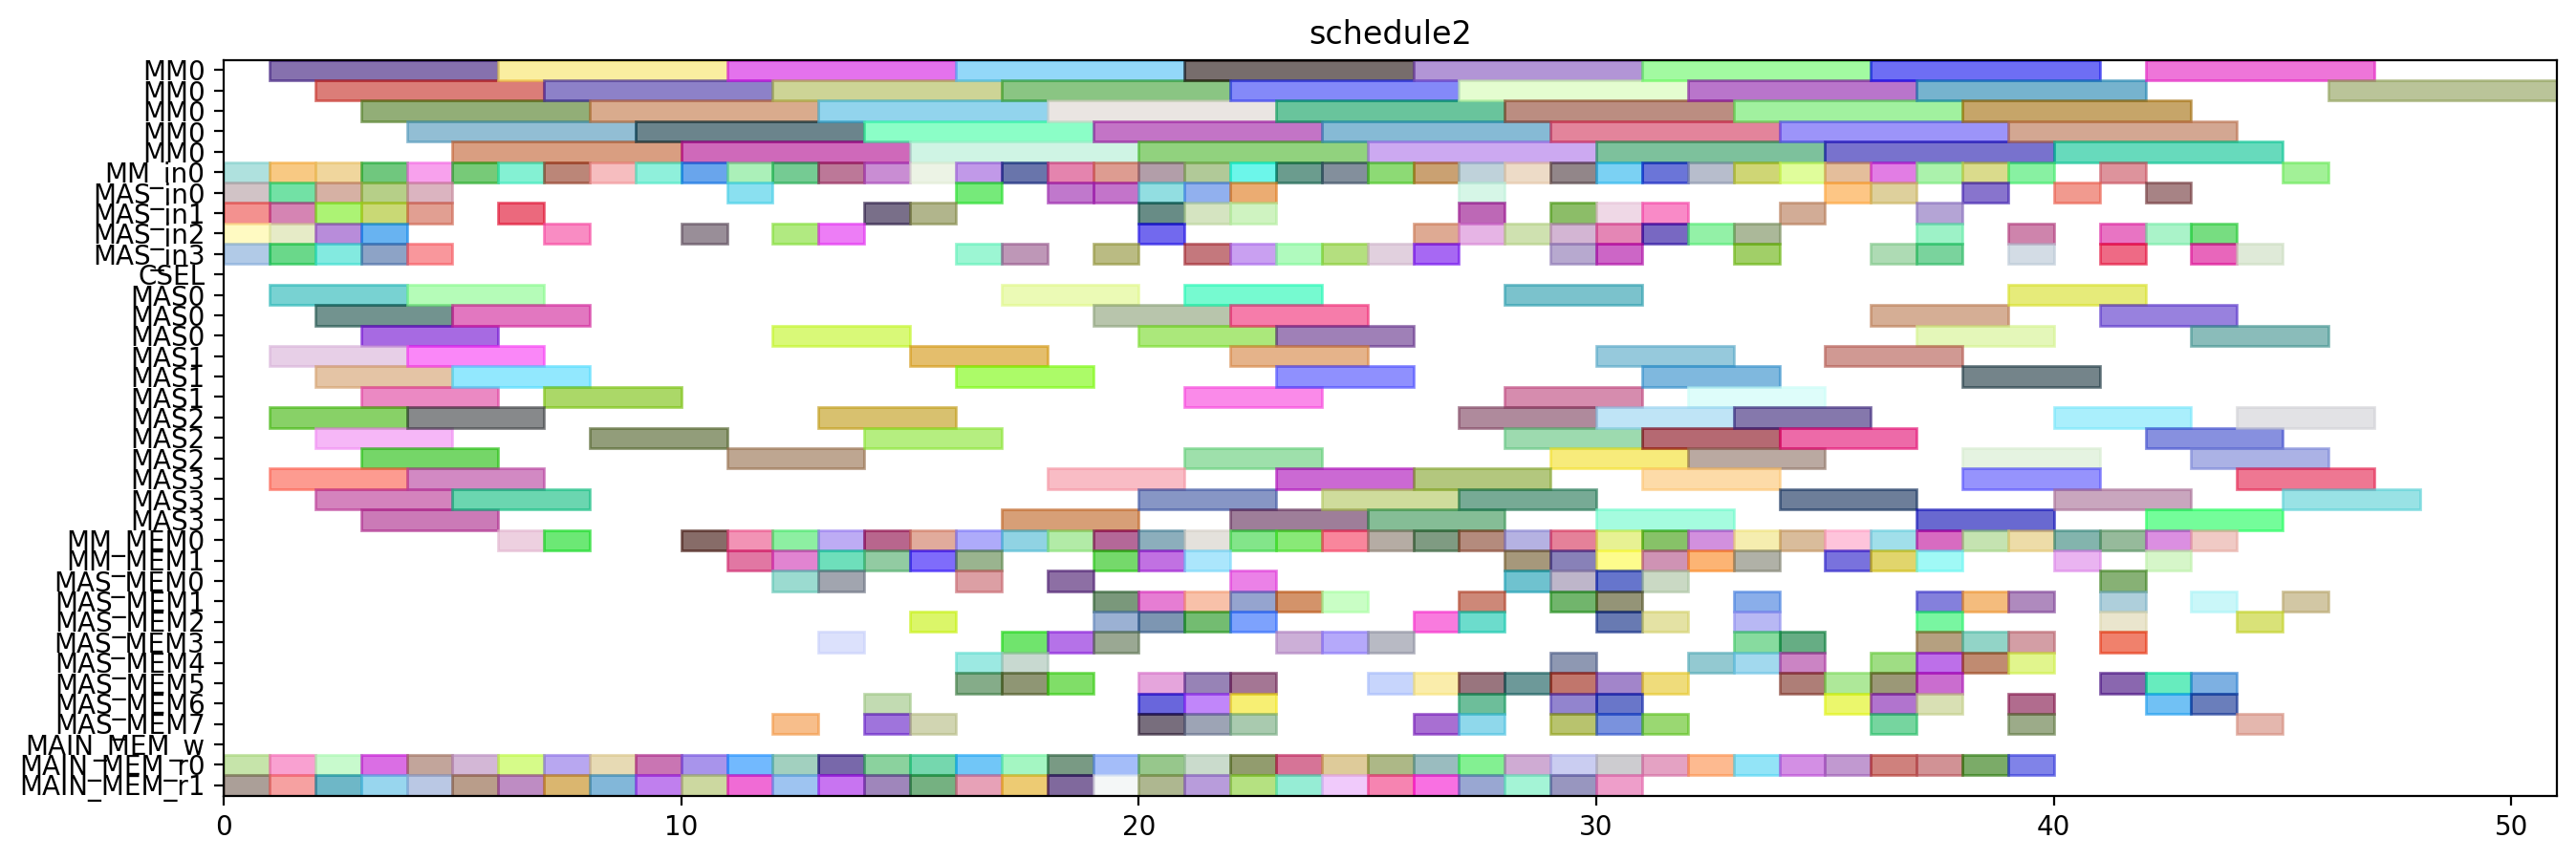 schedule2
MM0
MM0
MM0
MM0
MM0
MM_in0
MAS_in0
MAS_in1
MAS_in2
MAS_in3
CSEL
MAS0
MAS0
MAS0
MAS1
MAS1
MAS1
MAS2
MAS2
MAS2
MAS3
MAS3
MAS3
MM_MEM0
MM_MEM1
MAS_MEM0
MAS_MEM1
MAS_MEM2
MAS_MEM3
MAS_MEM4
MAS_MEM5
MAS_MEM6
MAS_MEM7
MAIN_MEM_w
MAIN_MEM_r0
MAIN_MEM_r1
0 10 20 30 40 50